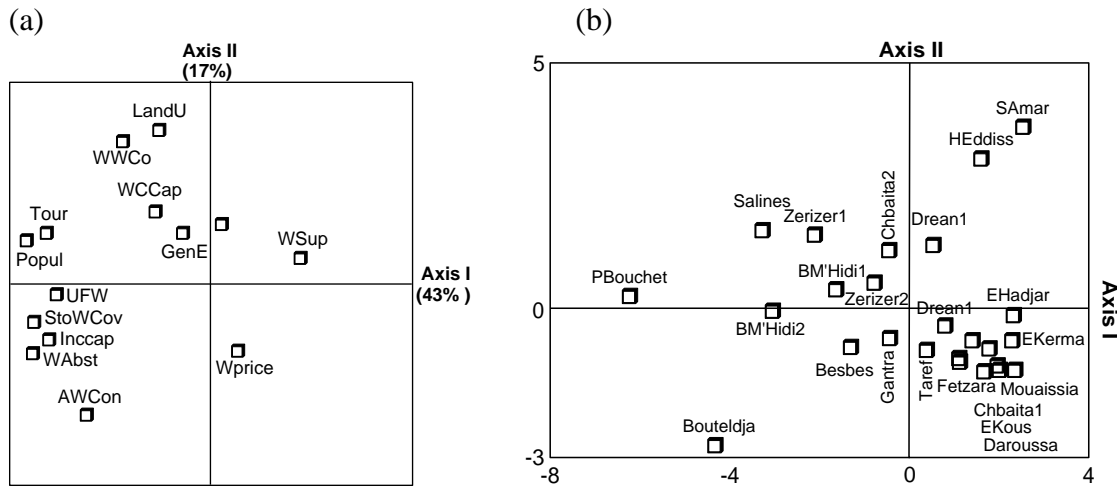 (a)
Axis II
(17%)
LandU
WWCo
WCCap
Tour
Popul
GenE
WSup
Axis I
(43% )
UFW
StoWCov
Inccap
WAbst
Wprice
AWCon
(b)
Axis II
5
SAmar
HEddiss
Salines
Zerizer1
Chbaita2
Drean1
PBouchet
BM'Hidi1
Zerizer2
EHadjar
0
Axis I
BM'Hidi2
Drean1
EKerma
Besbes
Gantra
Taref
Fetzara
Mouaissia
Chbaita1
EKous
Daroussa
Bouteldja
-3
-8
-4
0
4